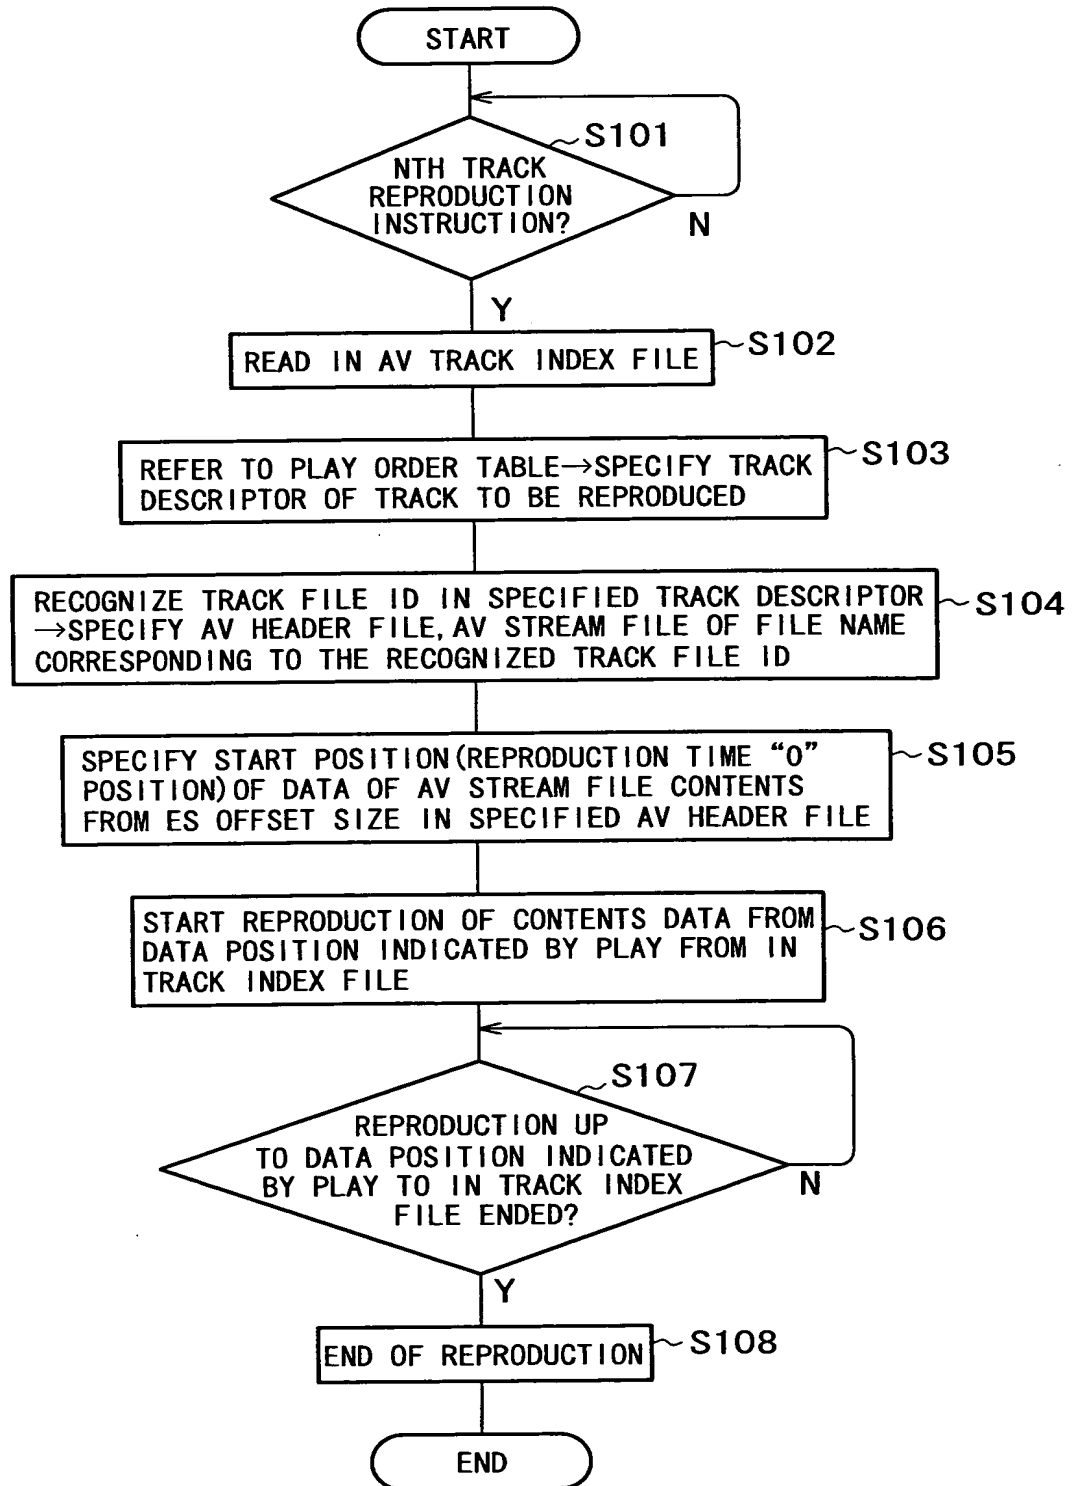 START
S101
NTH TRACK
REPRODUCTION
INSTRUCTION?
N
Y
READ IN AV TRACK INDEX FILE
S102
REFER TO PLAY ORDER TABLE→SPECIFY TRACK
DESCRIPTOR OF TRACK TO BE REPRODUCED
S103
RECOGNIZE TRACK FILE ID IN SPECIFIED TRACK DESCRIPTOR
→SPECIFY AV HEADER FILE, AV STREAM FILE OF FILE NAME
CORRESPONDING TO THE RECOGNIZED TRACK FILE ID
S104
SPECIFY START POSITION(REPRODUCTION TIME “0”
POSITION)OF DATA OF AV STREAM FILE CONTENTS
FROM ES OFFSET SIZE IN SPECIFIED AV HEADER FILE
S105
START REPRODUCTION OF CONTENTS DATA FROM
DATA POSITION INDICATED BY PLAY FROM IN
TRACK INDEX FILE
S106
S107
REPRODUCTION UP
TO DATA POSITION INDICATED
BY PLAY TO IN TRACK INDEX
FILE ENDED?
N
Y
END OF REPRODUCTION
S108
END